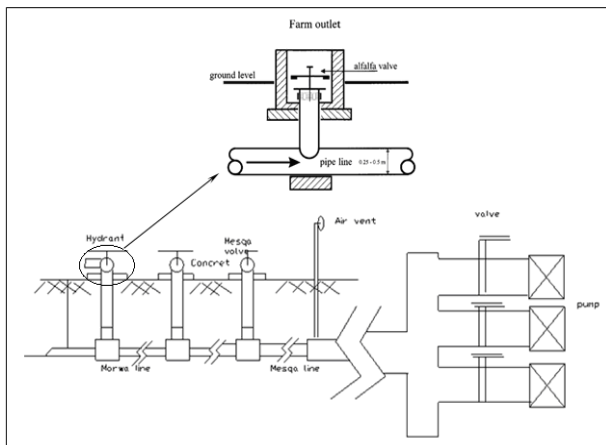 Farm outlet
alfalfa valve
ground level
pipe line
0.25 - 0.5 m
Hydrant
Mesqa
valve
Concret
Air vent
valve
pump
Morwa line
Mesqa line